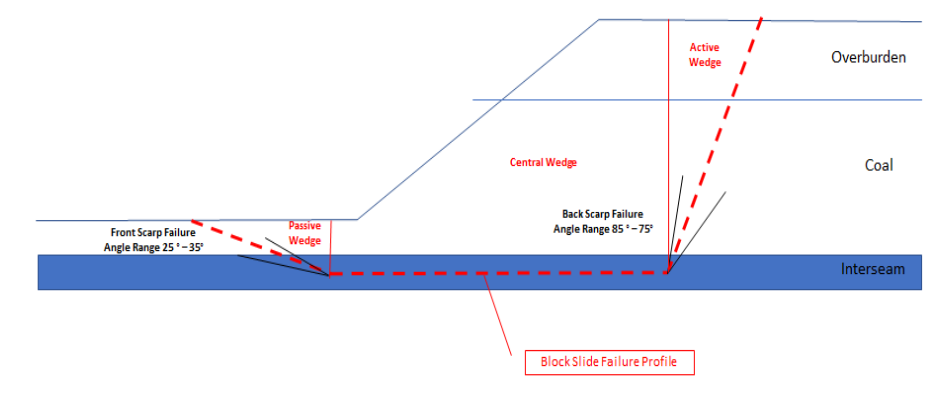 Active
Wedge
Overburden
Central Wedge
Coal
Back Scarp Failure
Angle Range 85 ° – 75°
Passive
Wedge
Front Scarp Failure
Angle Range 25 ° – 35°
Interseam
Block Slide Failure Profile